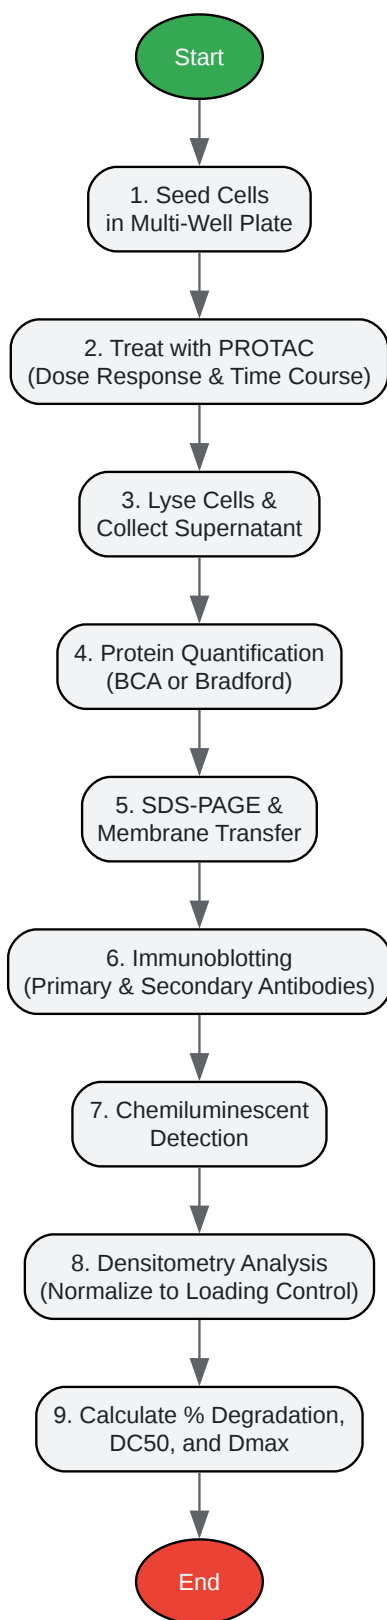 Start
1. Seed Cells
in Multi-Well Plate
2. Treat with PROTAC
(Dose Response & Time Course)
3. Lyse Cells &
Collect Supernatant
4. Protein Quantification
(BCA or Bradford)
5. SDS-PAGE &
Membrane Transfer
6. Immunoblotting
(Primary & Secondary Antibodies)
7. Chemiluminescent
Detection
8. Densitometry Analysis
(Normalize to Loading Control)
9. Calculate % Degradation,
DC50, and Dmax
End